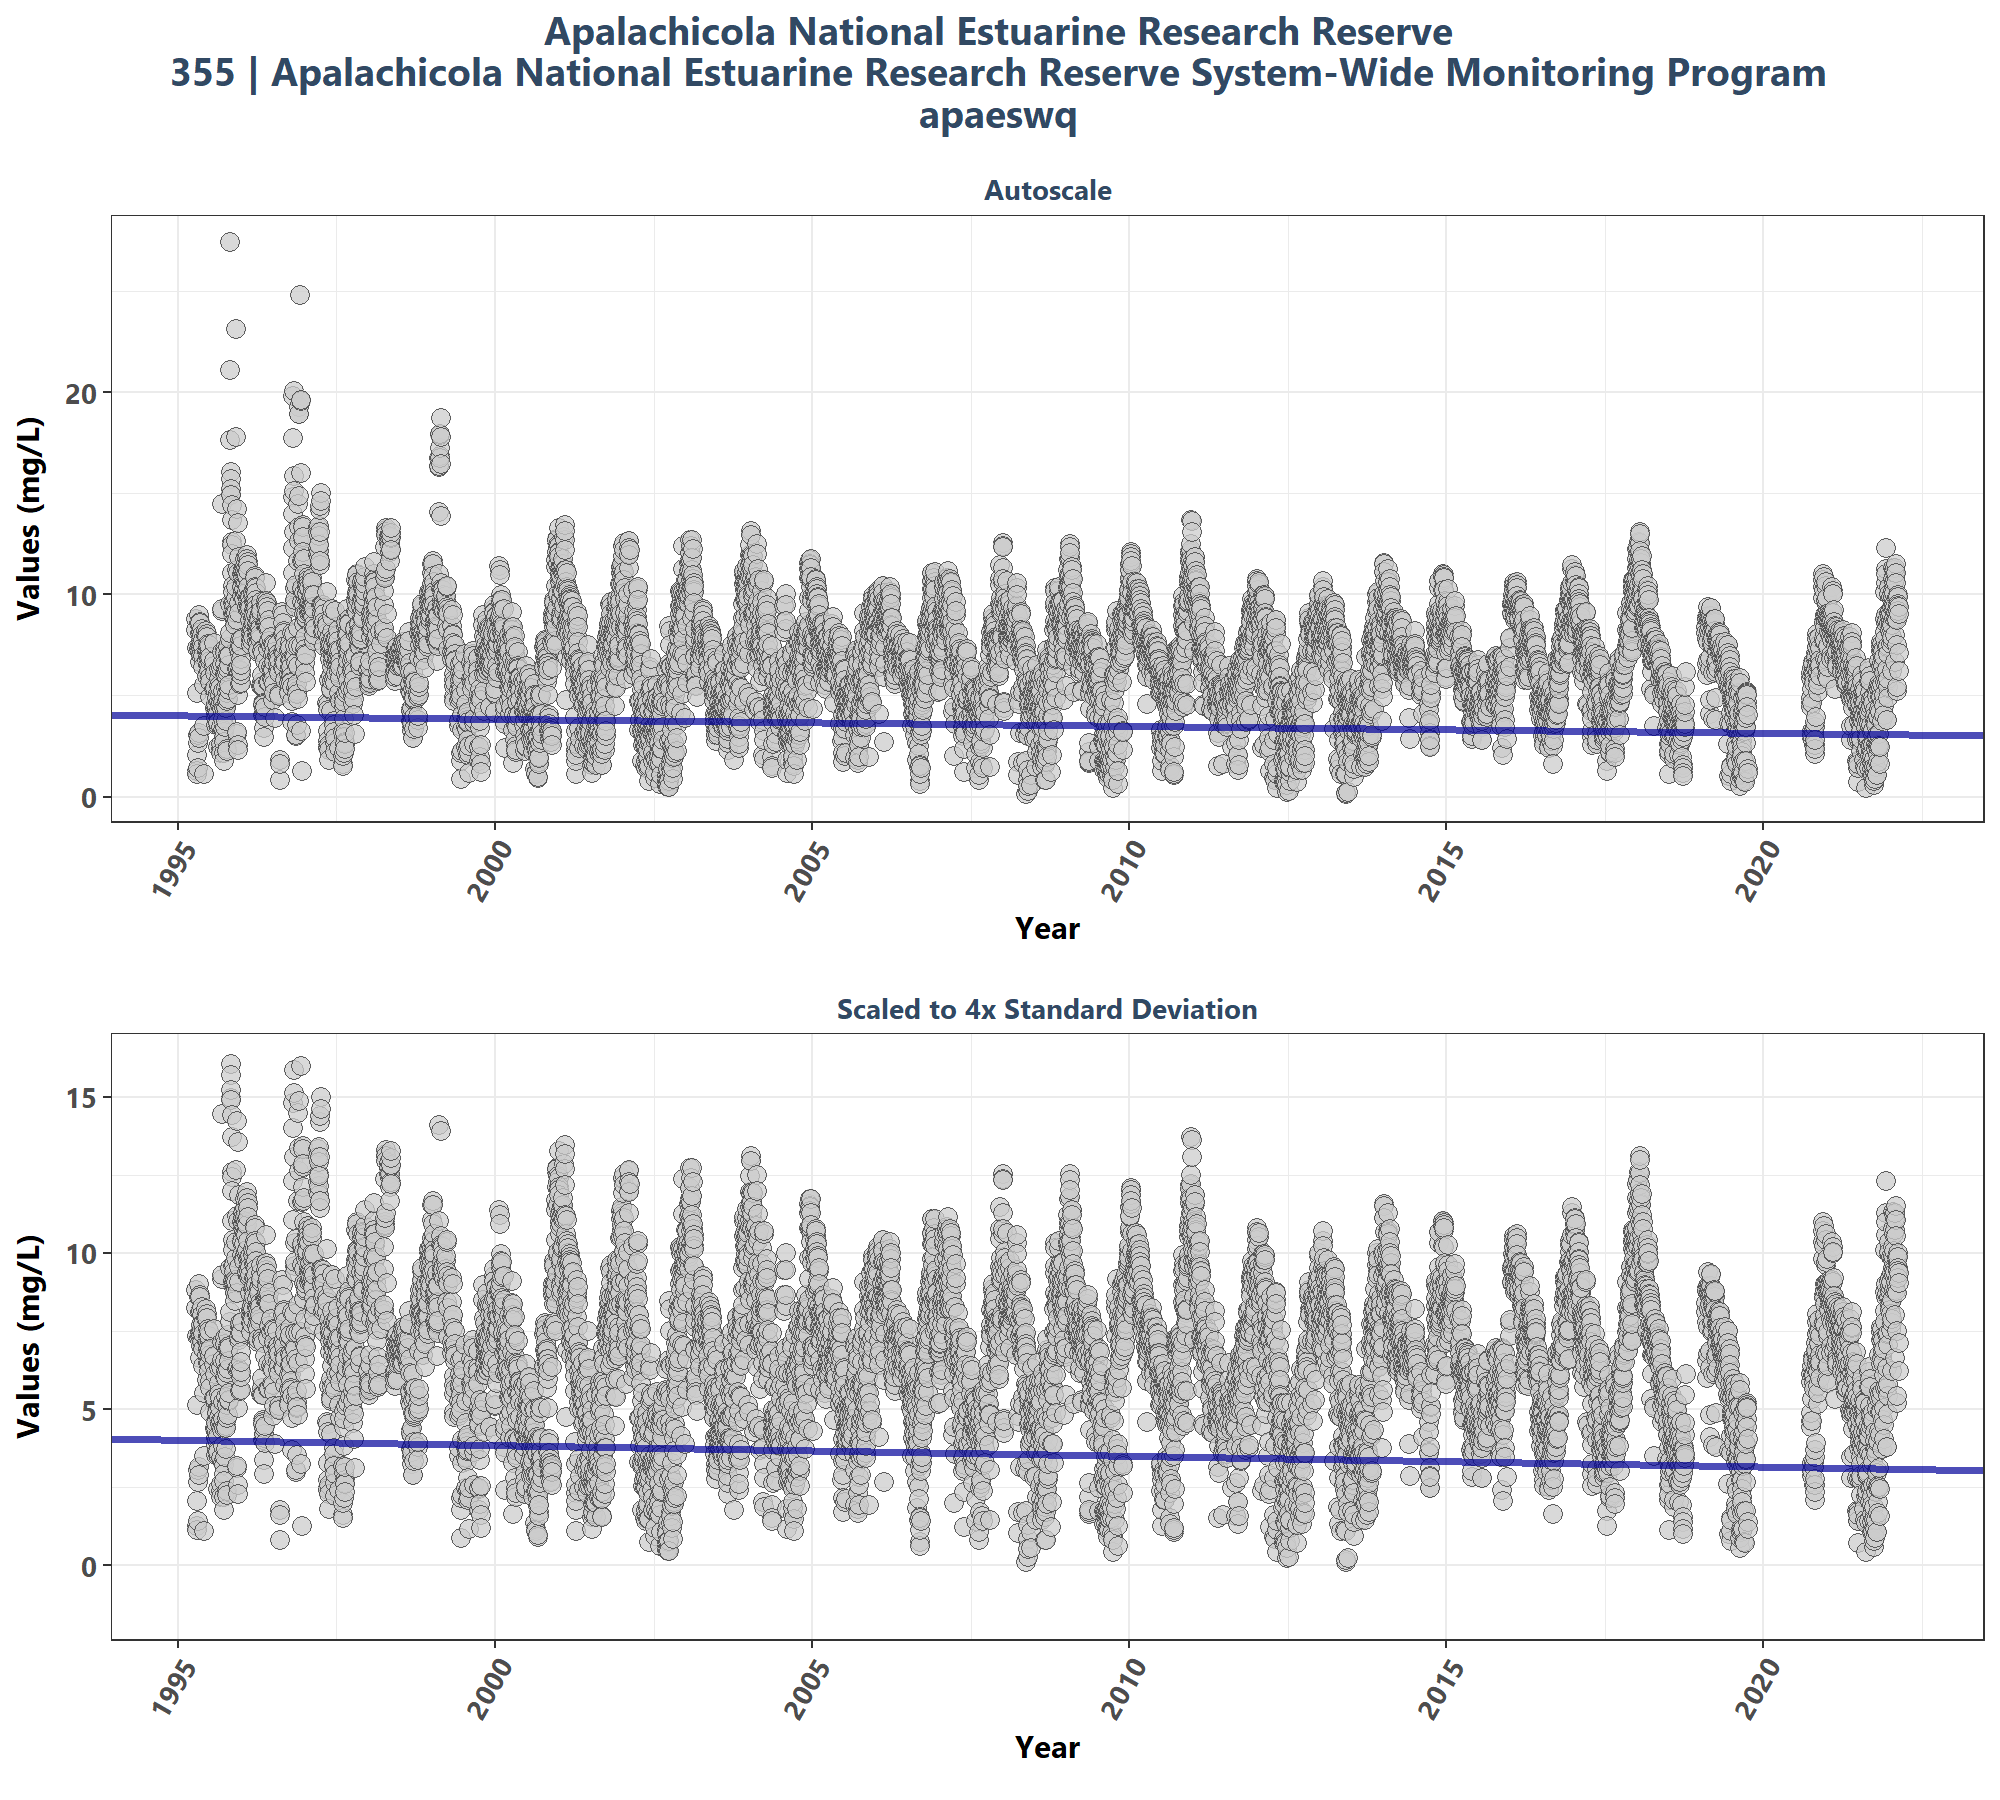 Apalachicola National Estuarine Research Reserve
355 | Apalachicola National Estuarine Research Reserve System-Wide Monitoring Program
apaeswq
Autoscale
Values (mg/L)
20
10
0
1995
2000
2005
2010
2015
2020
Year
Scaled to 4x Standard Deviation
Values (mg/L)
15
10
5
0
1995
2000
2005
2010
2015
2020
Year